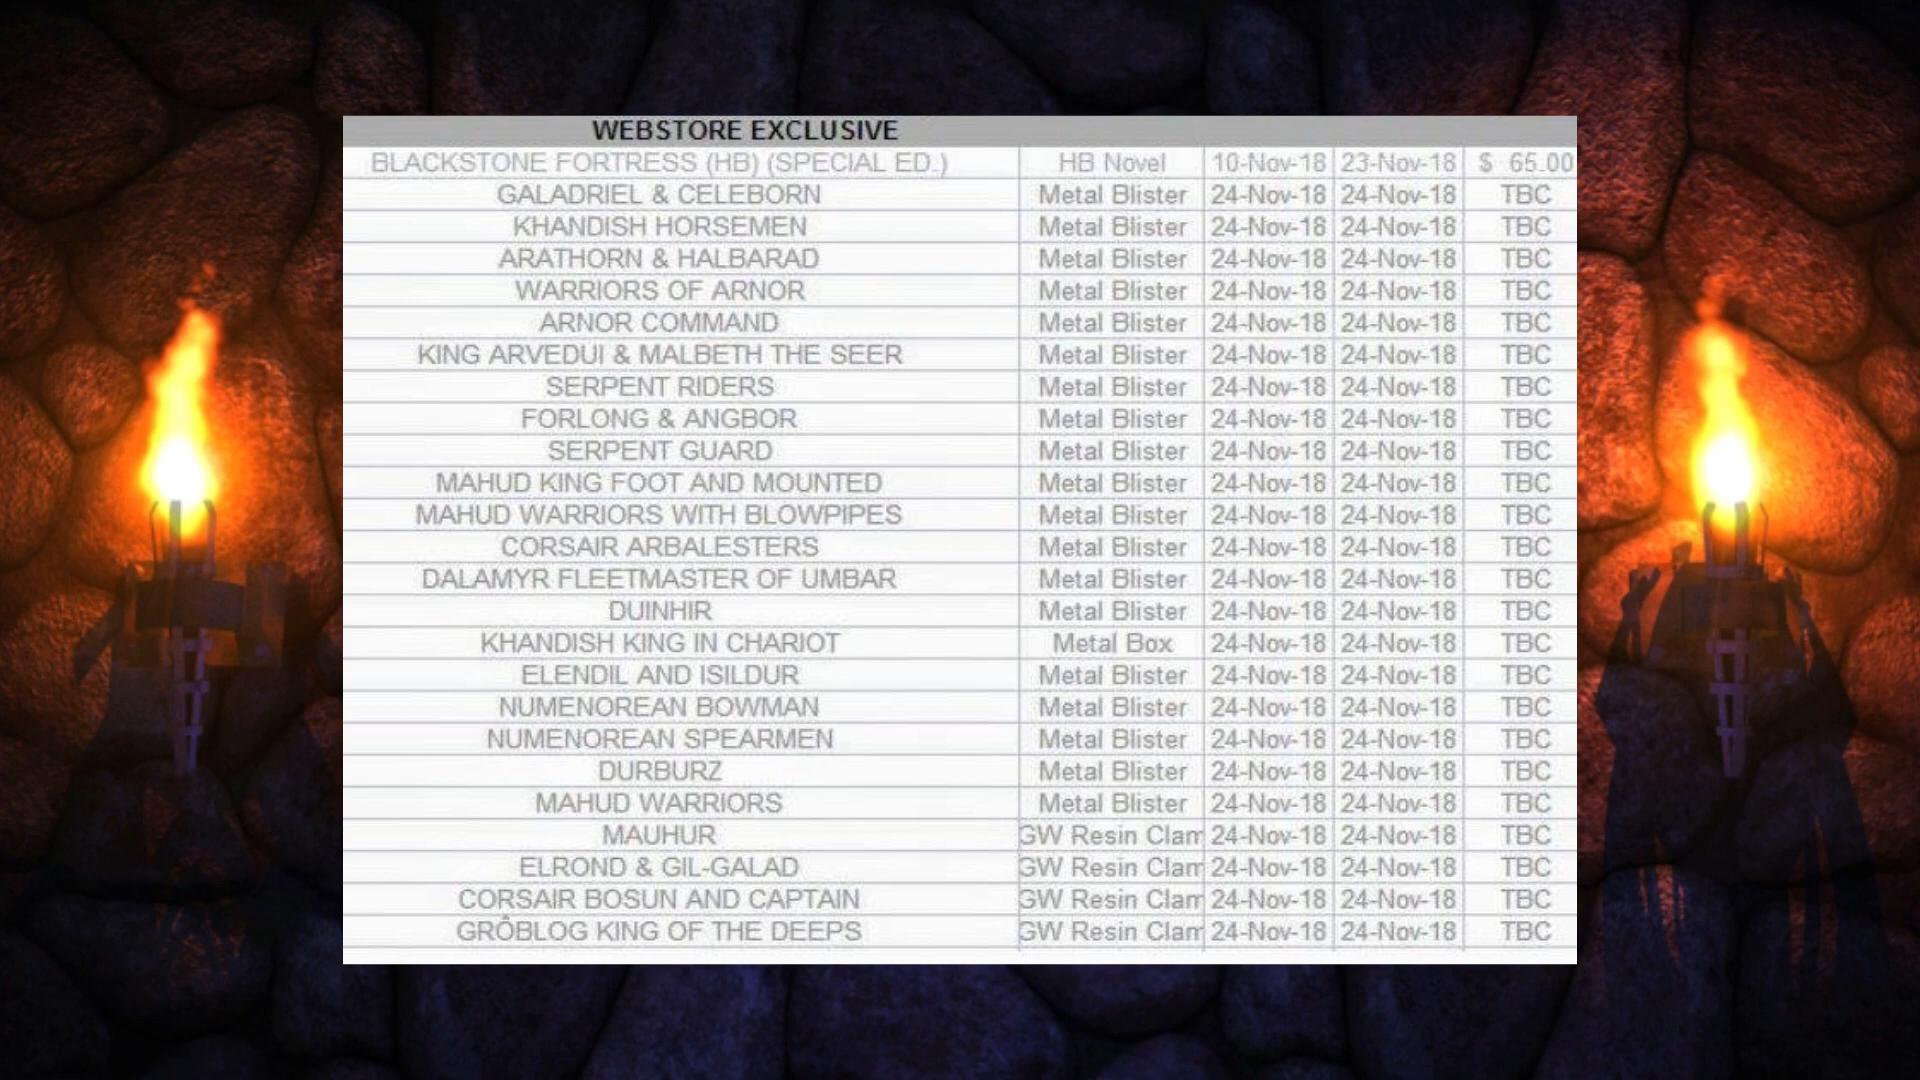 WEBSTORE EXCLUSIVE
BLACKSTONE FORTRESS (HB) (SPECIAL ED.) HB Novel 10-Nov-18 23-Nov-18 $ 65.00
GALADRIEL & CELEBORN Metal Blister 24-Nov-18 24-Nov-18 TBC
KHANDISH HORSEMEN Metal Blister 24-Nov-18 24-Nov-18 TBC
ARATHORN & HALBARAD Metal Blister 24-Nov-18 24-Nov-18 TBC
WARRIORS OF ARNOR Metal Blister 24-Nov-18 24-Nov-18 TBC
ARNOR COMMAND Metal Blister 24-Nov-18 24-Nov-18 TBC
KING ARVEDUI & MALBETH THE SEER Metal Blister 24-Nov-18 24-Nov-18 TBC
SERPENT RIDERS Metal Blister 24-Nov-18 24-Nov-18 TBC
FORLONG & ANGBOR Metal Blister 24-Nov-18 24-Nov-18 TBC
SERPENT GUARD Metal Blister 24-Nov-18 24-Nov-18 TBC
MAHUD KING FOOT AND MOUNTED Metal Blister 24-Nov-18 24-Nov-18 TBC
MAHUD WARRIORS WITH BLOWPIPES Metal Blister 24-Nov-18 24-Nov-18 TBC
CORSAIR ARBALESTERS Metal Blister 24-Nov-18 24-Nov-18 TBC
DALAMYR FLEETMASTER OF UMBAR Metal Blister 24-Nov-18 24-Nov-18 TBC
DUINHIR Metal Blister 24-Nov-18 24-Nov-18 TBC
KHANDISH KING IN CHARIOT Metal Box 24-Nov-18 24-Nov-18 TBC
ELENDIL AND ISILDUR Metal Blister 24-Nov-18 24-Nov-18 TBC
NUMENOREAN BOWMAN Metal Blister 24-Nov-18 24-Nov-18 TBC
NUMENOREAN SPEARMEN Metal Blister 24-Nov-18 24-Nov-18 TBC
DURBURZ Metal Blister 24-Nov-18 24-Nov-18 TBC
MAHUD WARRIORS Metal Blister 24-Nov-18 24-Nov-18 TBC
MAUHUR GW Resin Clam 24-Nov-18 24-Nov-18 TBC
ELROND & GIL-GALAD GW Resin Clam 24-Nov-18 24-Nov-18 TBC
CORSAIR BOSUN AND CAPTAIN GW Resin Clam 24-Nov-18 24-Nov-18 TBC
GRÔBLOG KING OF THE DEEPS GW Resin Clam 24-Nov-18 24-Nov-18 TBC